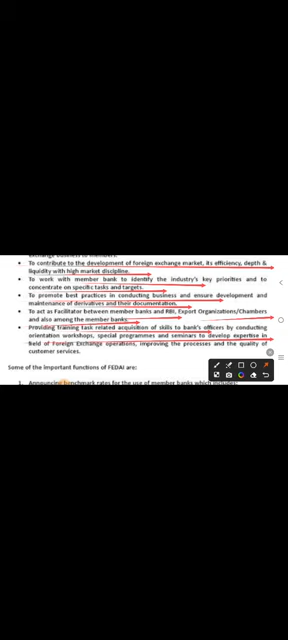 exchange business to members.
• To contribute to the development of foreign exchange market, its efficiency, depth &
liquidity with high market discipline.
• To work with member bank to identify the industry's key priorities and to
concentrate on specific tasks and targets.
• To promote best practices in conducting business and ensure development and
maintenance of derivatives and their documentation.
• To act as Facilitator between member banks and RBI, Export Organizations/Chambers
and also among the member banks.
• Providing training task related acquisition of skills to bank's officers by conducting
orientation workshops, special programmes and seminars to develop expertise in
field of Foreign Exchange operations, improving the processes and the quality of
customer services.
Some of the important functions of FEDAI are:
1. Announcing benchmark rates for the use of member banks which